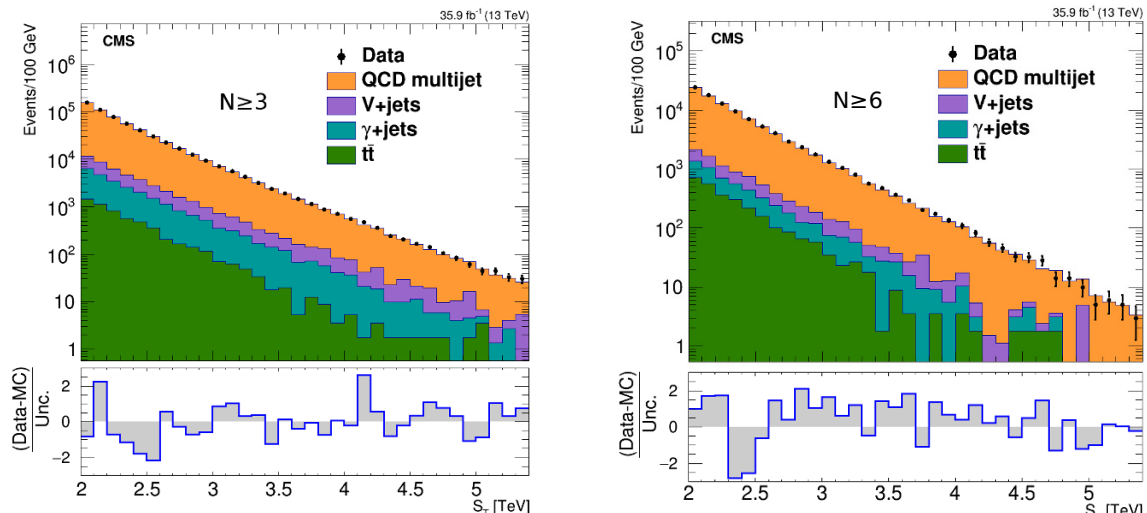 35.9 fb⁻¹ (13 TeV)
CMS
Events/100 GeV
10⁶
10⁵
10⁴
10³
10²
10
1
N≥3
Data
QCD multijet
V+jets
γ+jets
tt̄
(Data-MC)
Unc.
2
0
−2
2
2.5
3
3.5
4
4.5
5
S_T [TeV]
35.9 fb⁻¹ (13 TeV)
CMS
Events/100 GeV
10⁵
10⁴
10³
10²
10
1
N≥6
Data
QCD multijet
V+jets
γ+jets
tt̄
(Data-MC)
Unc.
2
0
−2
2
2.5
3
3.5
4
4.5
5
S [TeV]